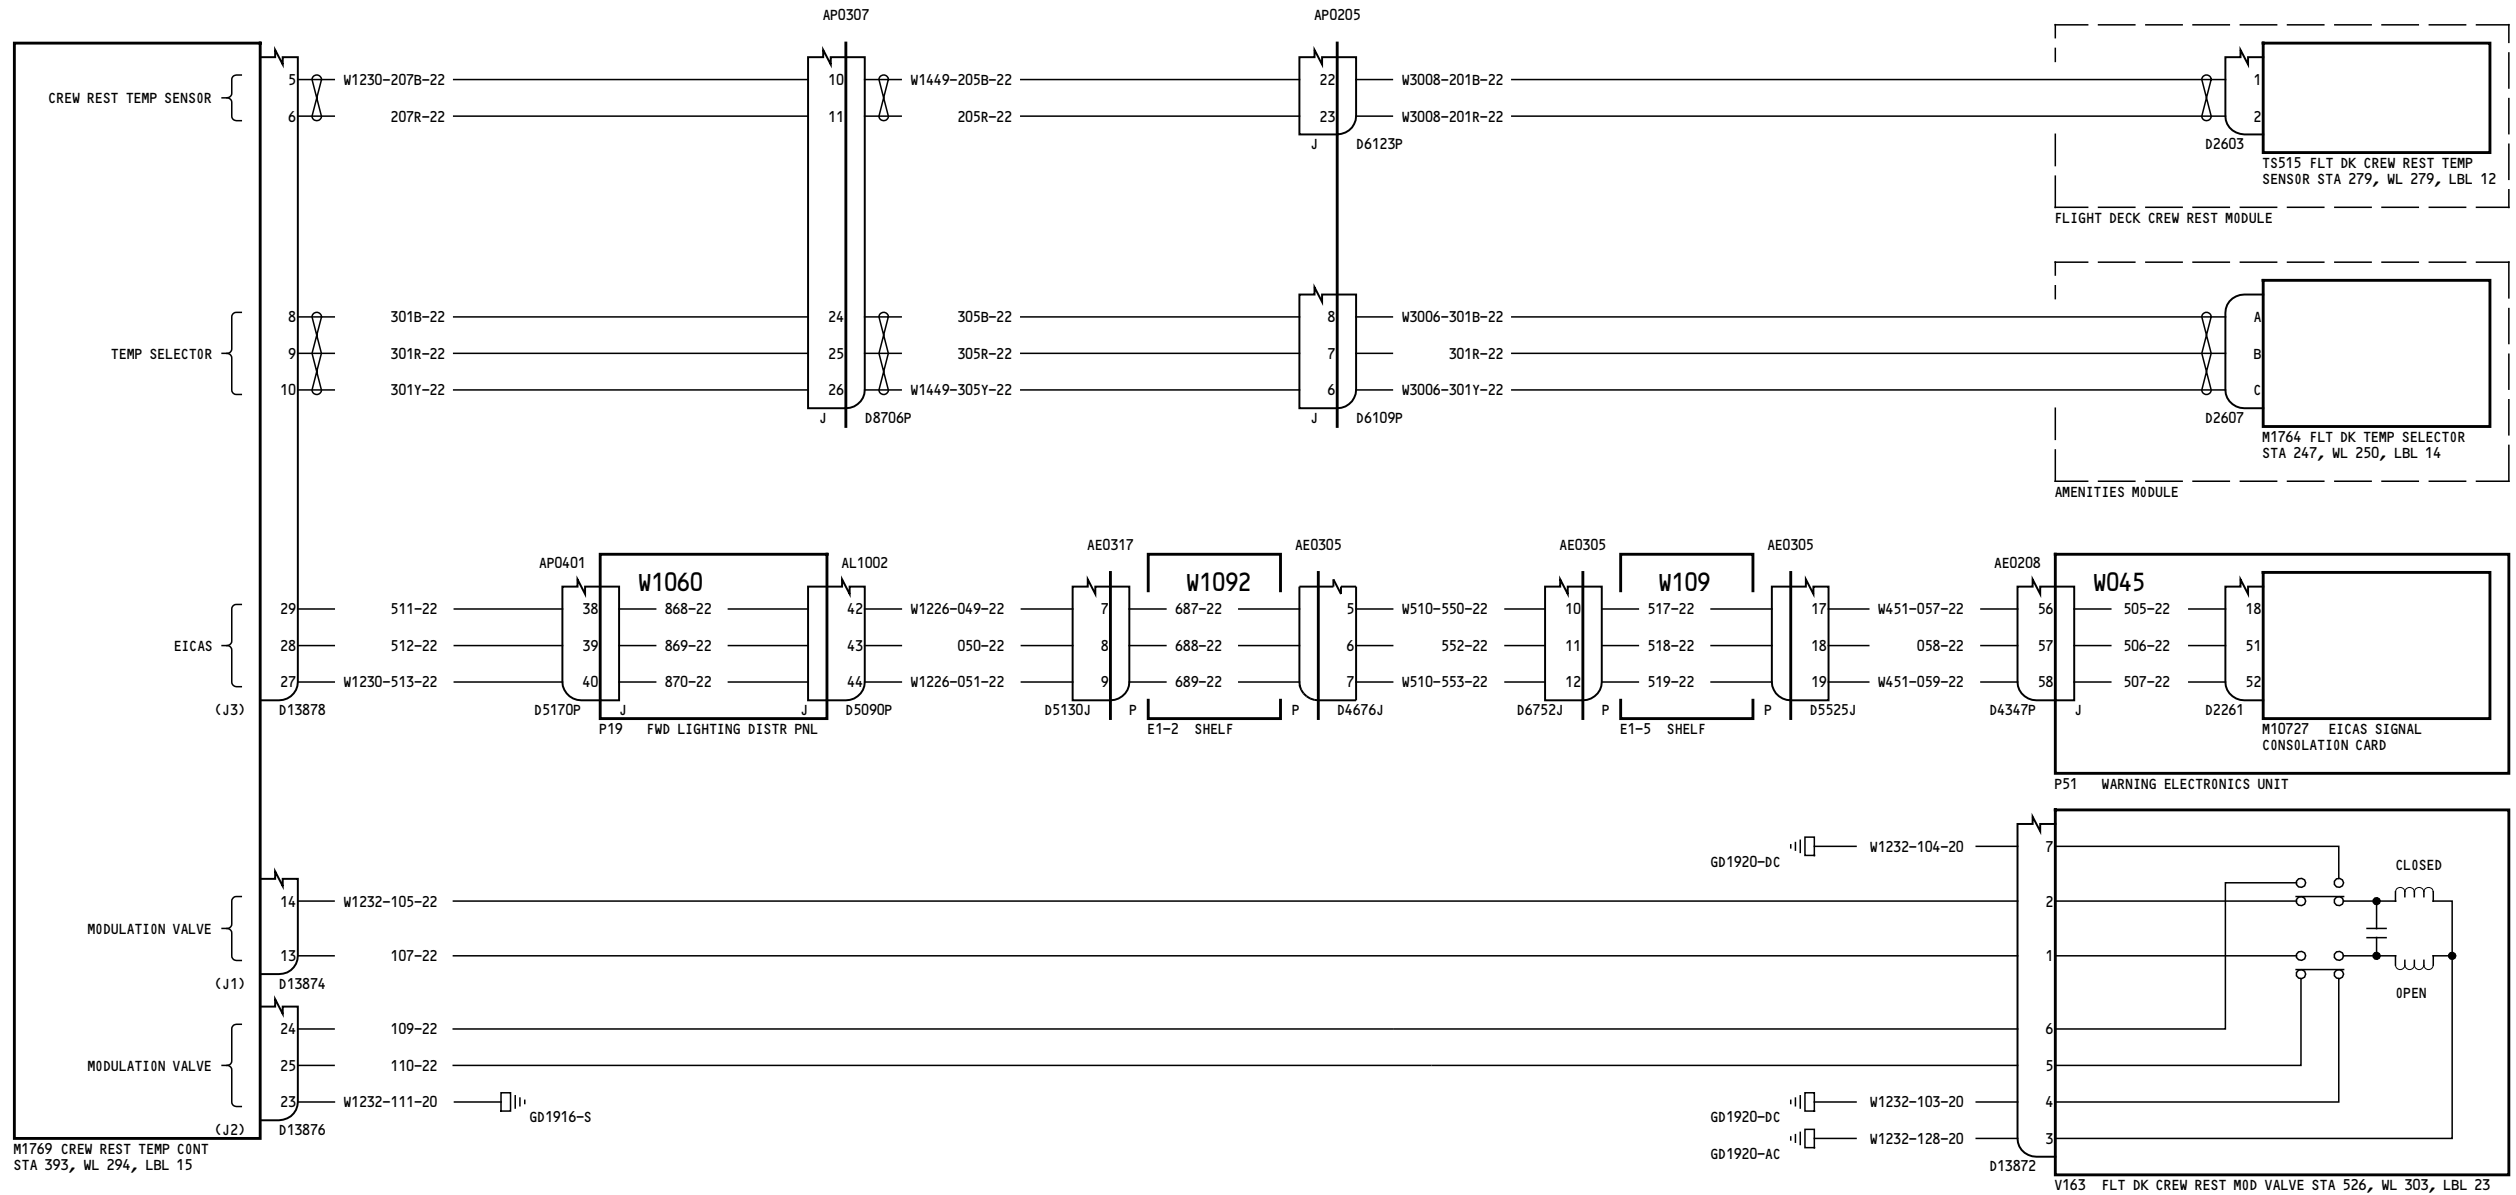 AP0307
AP0205
CREW REST TEMP SENSOR
5 W1230-207B-22 10 W1449-205B-22 22 W3008-201B-22 1
6 207R-22 11 205R-22 23 W3008-201R-22 2
J D6123P
D2603
TS515 FLT DK CREW REST TEMP
SENSOR STA 279, WL 279, LBL 12
FLIGHT DECK CREW REST MODULE
TEMP SELECTOR
8 301B-22 24 305B-22 8 W3006-301B-22 A
9 301R-22 25 305R-22 7 301R-22 B
10 301Y-22 26 W1449-305Y-22 6 W3006-301Y-22 C
J D8706P
J D6109P
D2607
M1764 FLT DK TEMP SELECTOR
STA 247, WL 250, LBL 14
AMENITIES MODULE
AP0401
AL1002
AE0317
AE0305
AE0305
AE0305
AE0208
W1060
W1092
W109
W045
EICAS
29 511-22 38 868-22 42 W1226-049-22 7 687-22 5 W510-550-22 10 517-22 17 W451-057-22 56 505-22 18
28 512-22 39 869-22 43 050-22 8 688-22 6 552-22 11 518-22 18 058-22 57 506-22 51
27 W1230-513-22 40 870-22 44 W1226-051-22 9 689-22 7 W510-553-22 12 519-22 19 W451-059-22 58 507-22 52
(J3) D13878
D5170P J
J D5090P
D5130J P
P D4676J
D6752J P
P D5525J
D4347P J
D2261
P19 FWD LIGHTING DISTR PNL
E1-2 SHELF
E1-5 SHELF
M10727 EICAS SIGNAL
CONSOLATION CARD
P51 WARNING ELECTRONICS UNIT
GD1920-DC W1232-104-20 7
CLOSED
MODULATION VALVE
14 W1232-105-22 2
13 107-22 1
(J1) D13874
OPEN
MODULATION VALVE
24 109-22 6
25 110-22 5
23 W1232-111-20 GD1916-S
GD1920-DC W1232-103-20 4
(J2) D13876
GD1920-AC W1232-128-20 3
D13872
M1769 CREW REST TEMP CONT
STA 393, WL 294, LBL 15
V163 FLT DK CREW REST MOD VALVE STA 526, WL 303, LBL 23